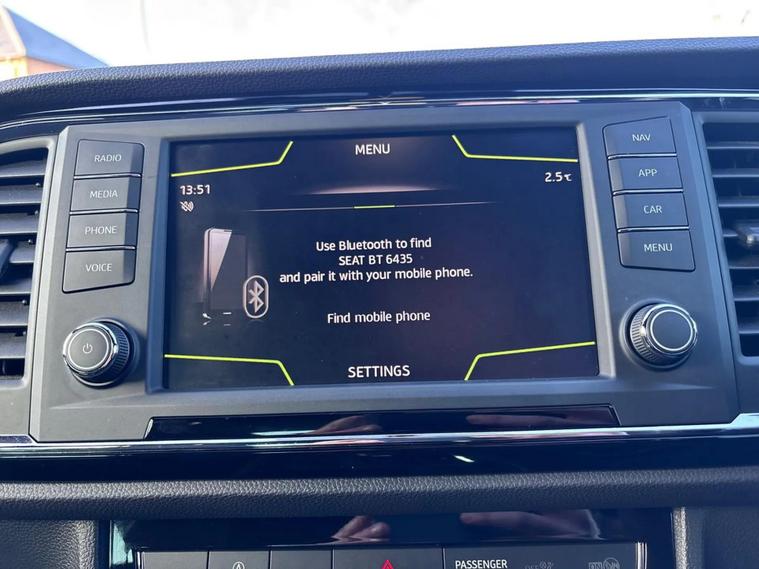 RADIO
MEDIA
PHONE
VOICE
MENU
13:51
2.5°C
Use Bluetooth to find
SEAT BT 6435
and pair it with your mobile phone.
Find mobile phone
SETTINGS
NAV
APP
CAR
MENU
PASSENGER
OFF